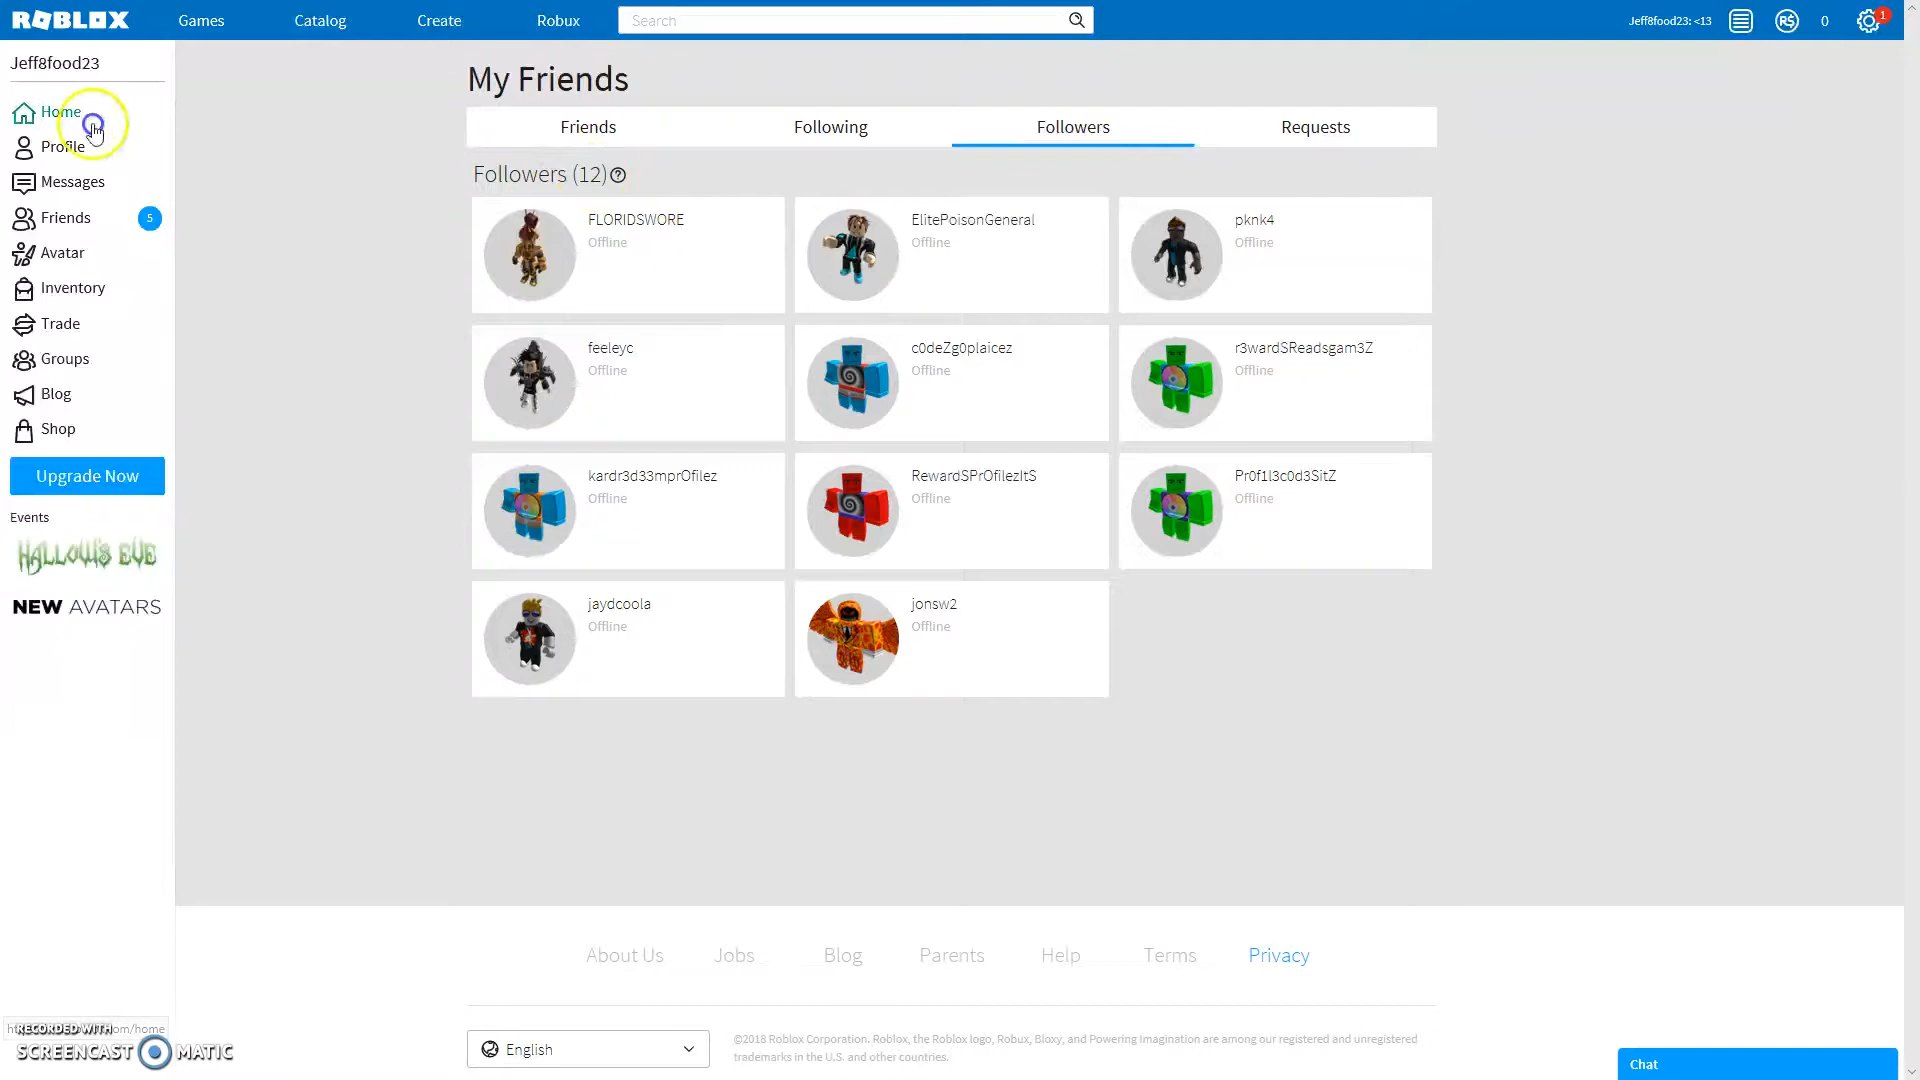 ROBLOX Games Catalog Create Robux Search Jeff8food23: <13 R$ 0 1
Jeff8food23
Home
Profile
Messages
Friends 5
Avatar
Inventory
Trade
Groups
Blog
Shop
Upgrade Now
Events
HALLOW'S EVE
NEW AVATARS
My Friends
Friends Following Followers Requests
Followers (12)
FLORIDSWORE
Offline
ElitePoisonGeneral
Offline
pknk4
Offline
feeleyc
Offline
c0deZg0plaicez
Offline
r3wardSReadsgam3Z
Offline
kardr3d33mprOfilez
Offline
RewardSPrOfilezItS
Offline
Pr0f1l3c0d3SitZ
Offline
jaydcoola
Offline
jonsw2
Offline
About Us Jobs Blog Parents Help Terms Privacy
English
©2018 Roblox Corporation. Roblox, the Roblox logo, Robux, Bloxy, and Powering Imagination are among our registered and unregistered
trademarks in the U.S. and other countries.
Chat
RECORDED WITH
SCREENCAST MATIC
om/home